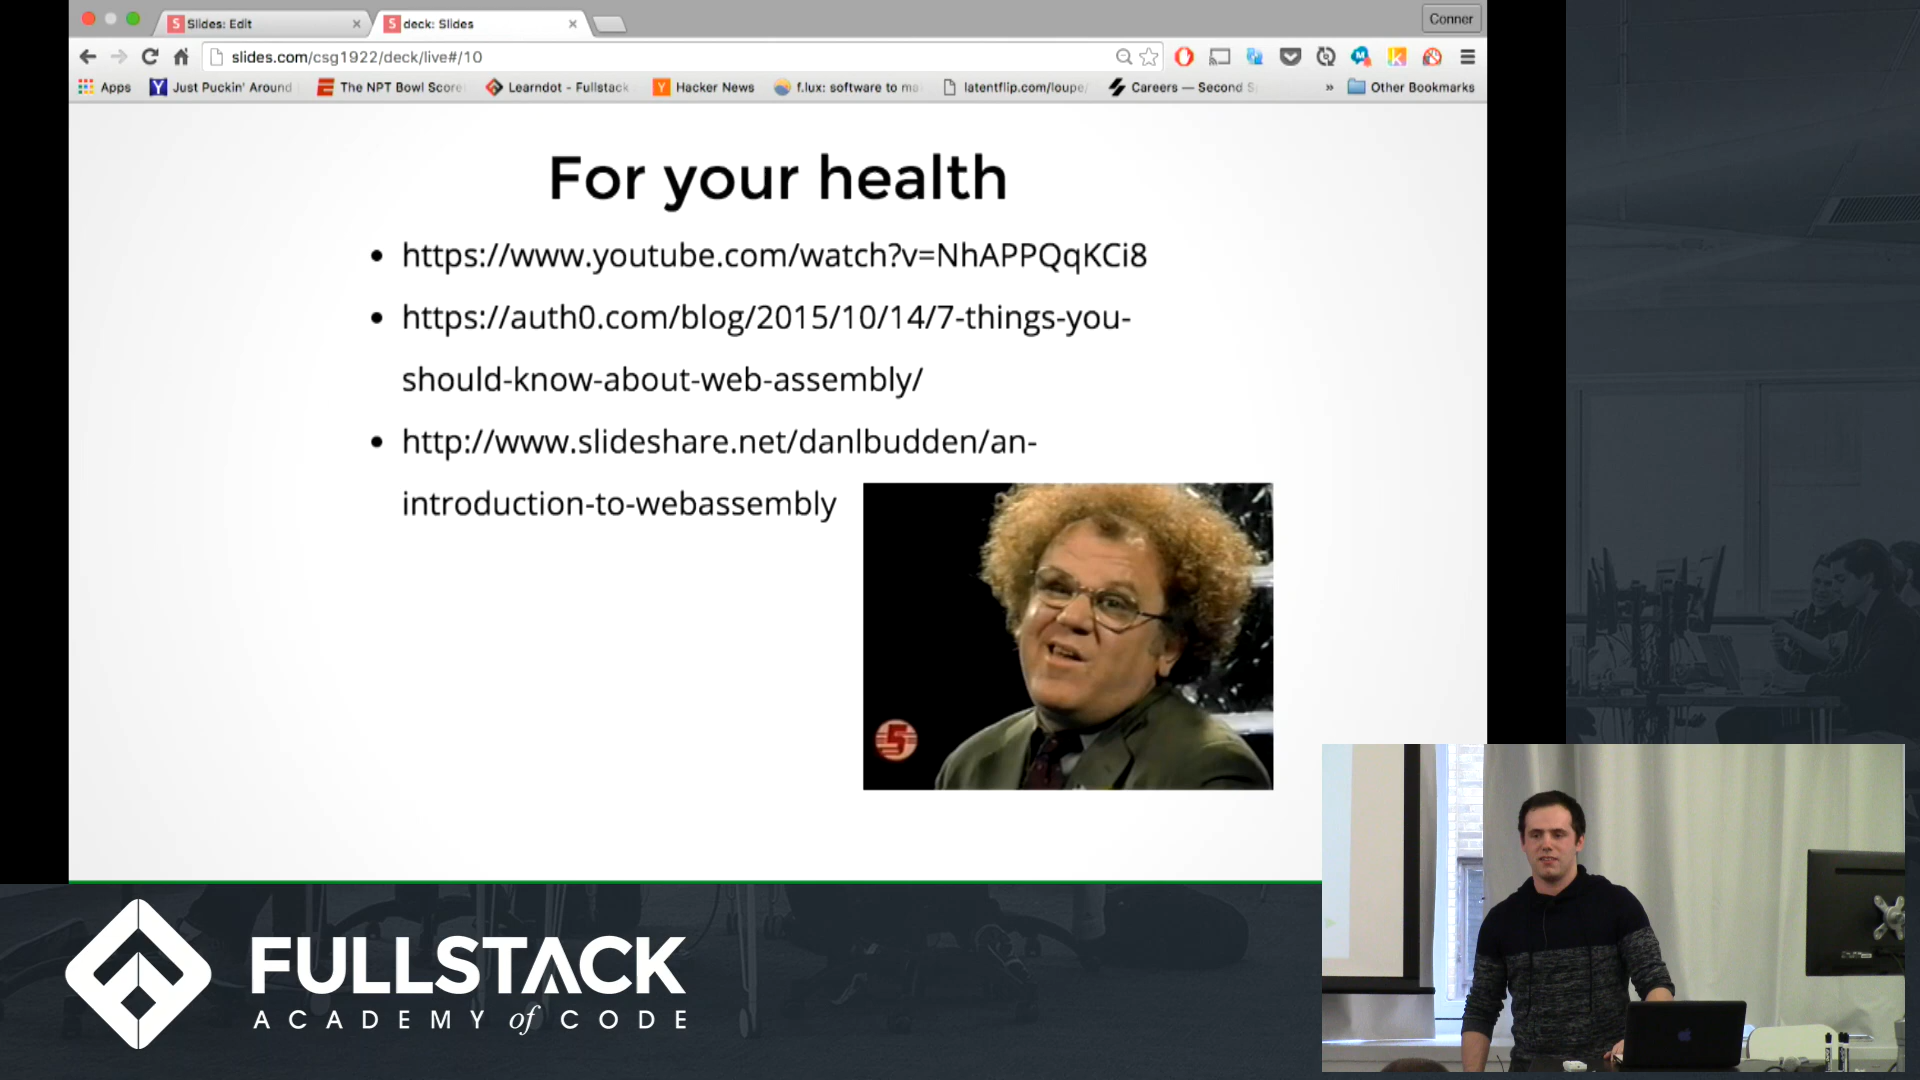 Slides: Edit
deck: Slides
Conner
slides.com/csg1922/deck/live#/10
Apps
Just Puckin' Around
The NPT Bowl Score
Learndot - Fullstack
Hacker News
f.lux: software to ma
latentflip.com/loupe/
Careers — Second S
»
Other Bookmarks
For your health
• https://www.youtube.com/watch?v=NhAPPQqKCi8
• https://auth0.com/blog/2015/10/14/7-things-you-
should-know-about-web-assembly/
• http://www.slideshare.net/danlbudden/an-
introduction-to-webassembly
5
FULLSTACK
ACADEMY of CODE